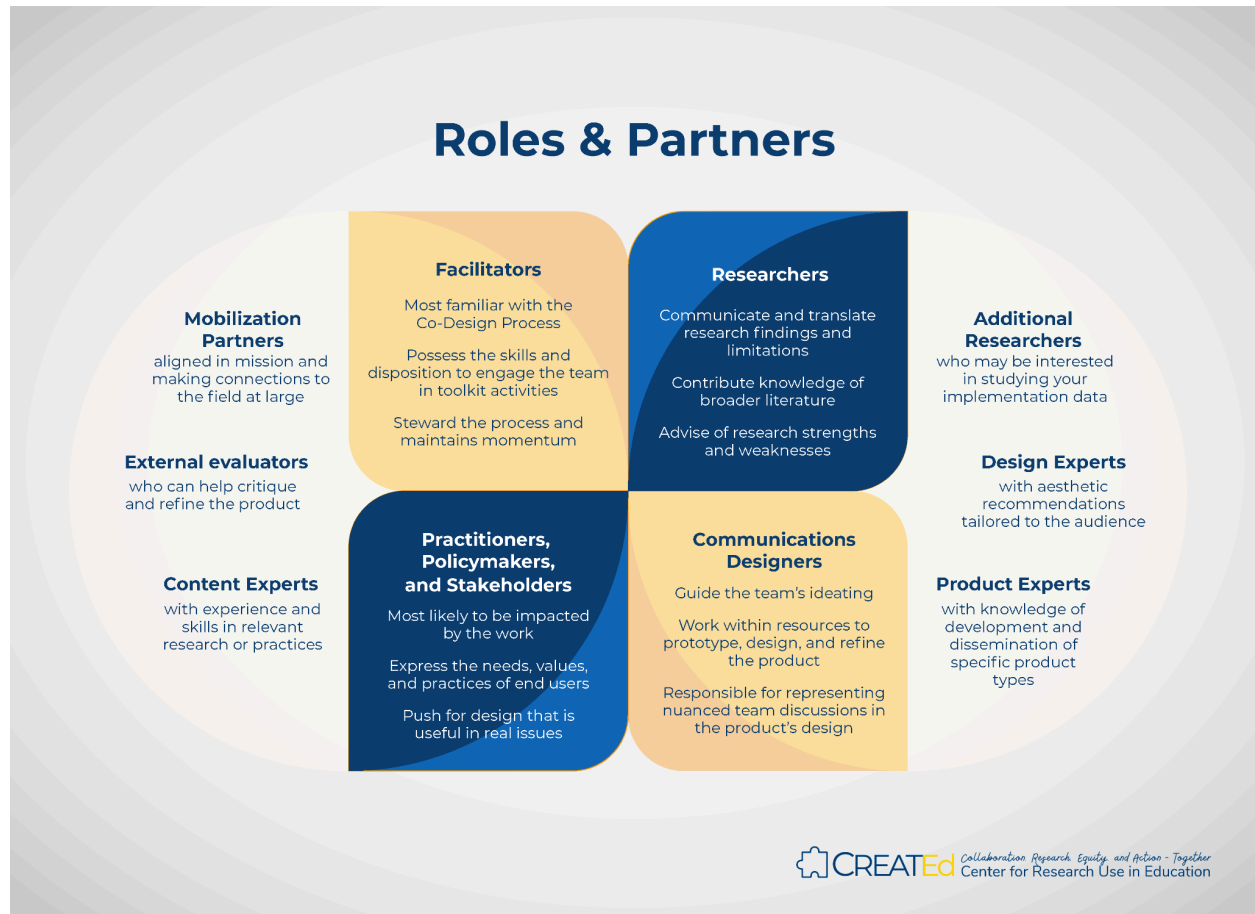 Roles & Partners
Mobilization
Partners
aligned in mission and
making connections to
the field at large
External evaluators
who can help critique
and refine the product
Content Experts
with experience and
skills in relevant
research or practices
Facilitators
Most familiar with the
Co-Design Process
Possess the skills and
disposition to engage the team
in toolkit activities
Steward the process and
maintains momentum
Researchers
Communicate and translate
research findings and
limitations
Contribute knowledge of
broader literature
Advise of research strengths
and weaknesses
Practitioners,
Policymakers,
and Stakeholders
Most likely to be impacted
by the work
Express the needs, values,
and practices of end users
Push for design that is
useful in real issues
Communications
Designers
Guide the team’s ideating
Work within resources to
prototype, design, and refine
the product
Responsible for representing
nuanced team discussions in
the product’s design
Additional
Researchers
who may be interested
in studying your
implementation data
Design Experts
with aesthetic
recommendations
tailored to the audience
Product Experts
with knowledge of
development and
dissemination of
specific product
types
CREATEd
Collaboration, Research, Equity, and Action - Together
Center for Research Use in Education